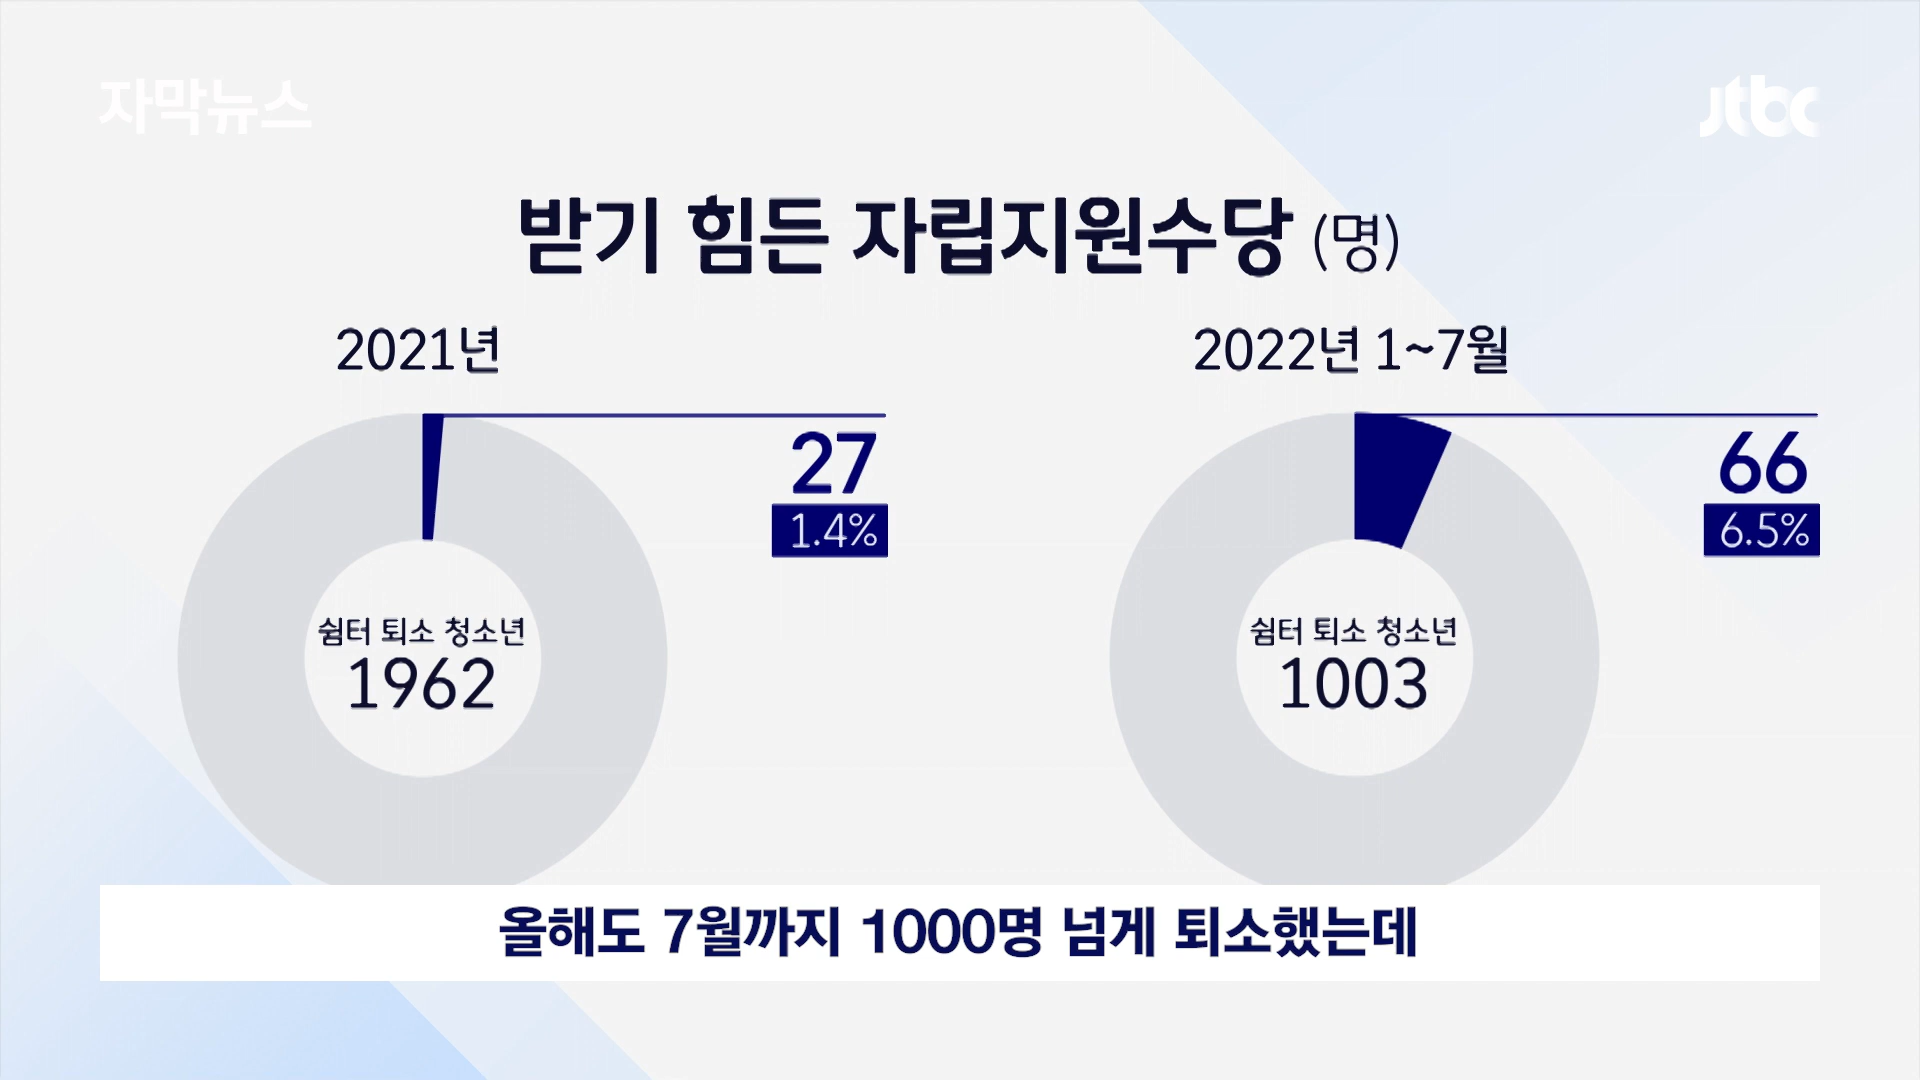 자막뉴스
jtbc
받기 힘든 자립지원수당 (명)
2021년
27
1.4%
쉼터 퇴소 청소년
1962
2022년 1~7월
66
6.5%
쉼터 퇴소 청소년
1003
올해도 7월까지 1000명 넘게 퇴소했는데